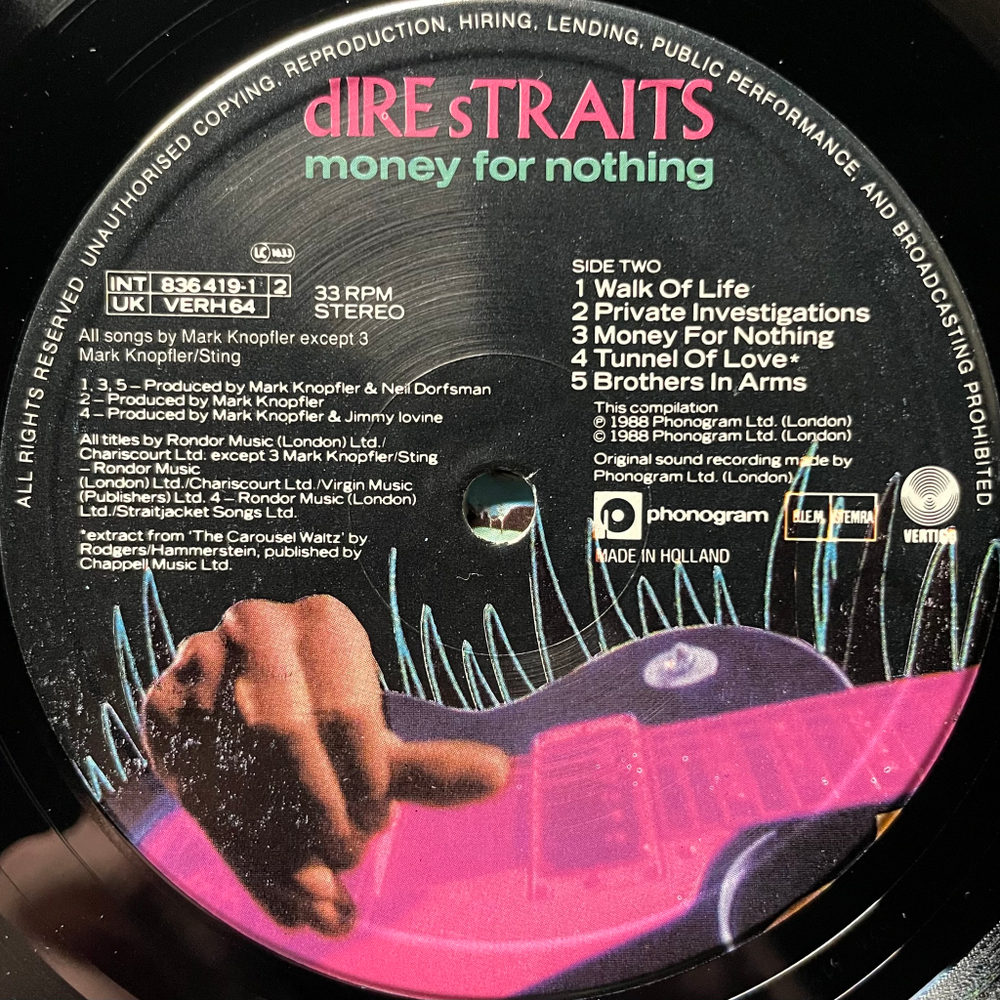 ALL RIGHTS RESERVED. UNAUTHORISED COPYING. REPRODUCTION, HIRING, LENDING, PUBLIC PERFORMANCE, AND BROADCASTING PROHIBITED
dIRE sTRAITS
money for nothing
LC 1633
INT 836 419-1 2
UK VERH 64
33 RPM
STEREO
All songs by Mark Knopfler except 3
Mark Knopfler/Sting
1, 3, 5 – Produced by Mark Knopfler & Neil Dorfsman
2 – Produced by Mark Knopfler
4 – Produced by Mark Knopfler & Jimmy Iovine
All titles by Rondor Music (London) Ltd./
Chariscourt Ltd. except 3 Mark Knopfler/Sting
– Rondor Music
(London) Ltd./Chariscourt Ltd./Virgin Music
(Publishers) Ltd. 4 – Rondor Music (London)
Ltd./Straitjacket Songs Ltd.
*extract from 'The Carousel Waltz' by
Rodgers/Hammerstein, published by
Chappell Music Ltd.
SIDE TWO
1 Walk Of Life
2 Private Investigations
3 Money For Nothing
4 Tunnel Of Love*
5 Brothers In Arms
This compilation
℗ 1988 Phonogram Ltd. (London)
© 1988 Phonogram Ltd. (London)
Original sound recording made by
Phonogram Ltd. (London)
phonogram
B.I.E.M. STEMRA
VERTIGO
MADE IN HOLLAND